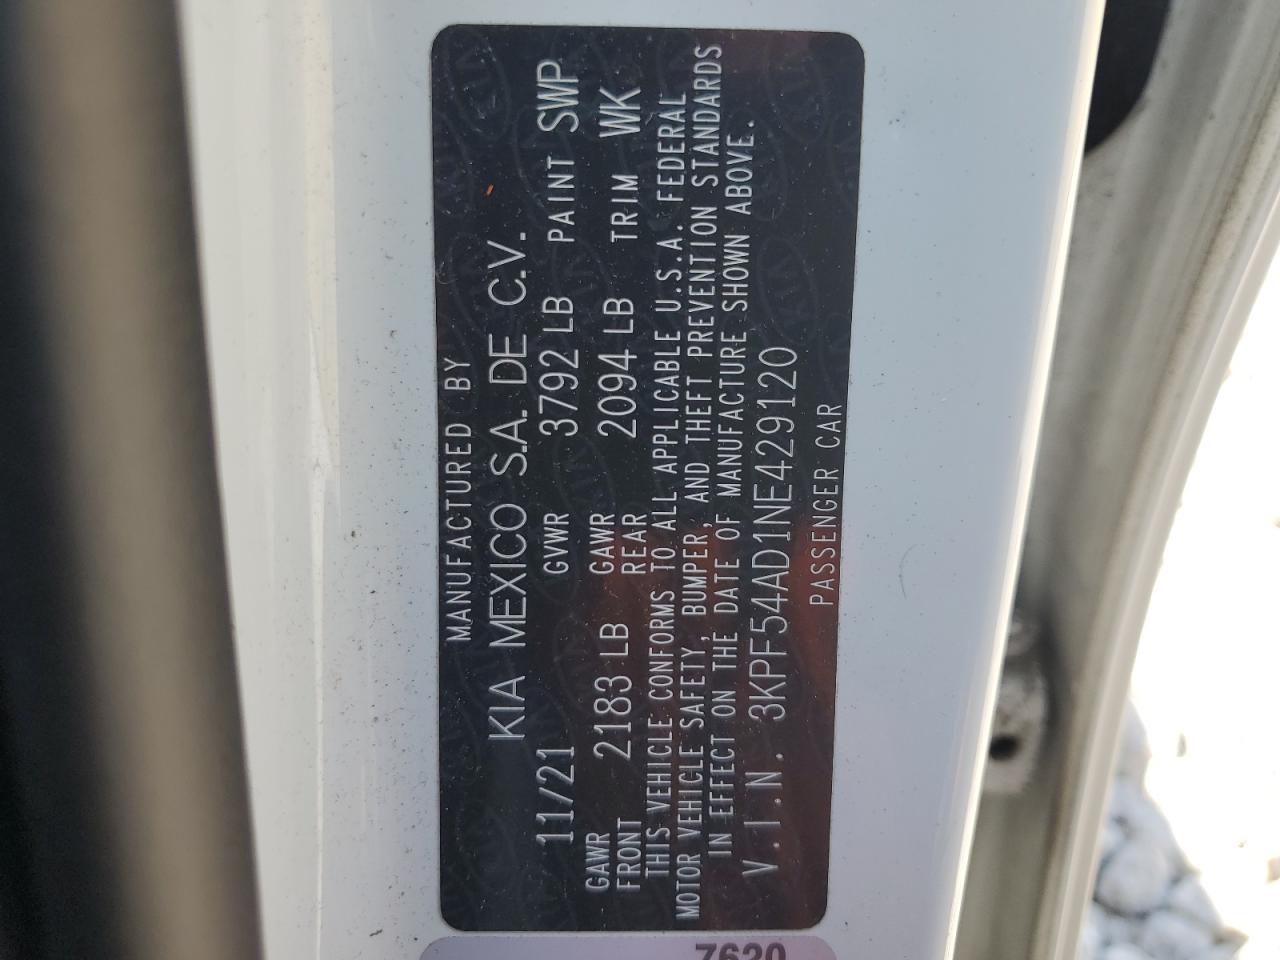 MANUFACTURED BY
KIA MEXICO S.A. DE C.V.
11/21 GVWR 3792 LB PAINT SWP
GAWR FRONT 2183 LB GAWR REAR 2094 LB TRIM WK
THIS VEHICLE CONFORMS TO ALL APPLICABLE U.S.A. FEDERAL
MOTOR VEHICLE SAFETY, BUMPER, AND THEFT PREVENTION STANDARDS
IN EFFECT ON THE DATE OF MANUFACTURE SHOWN ABOVE.
V.I.N. 3KPF54AD1NE429120
PASSENGER CAR
7620